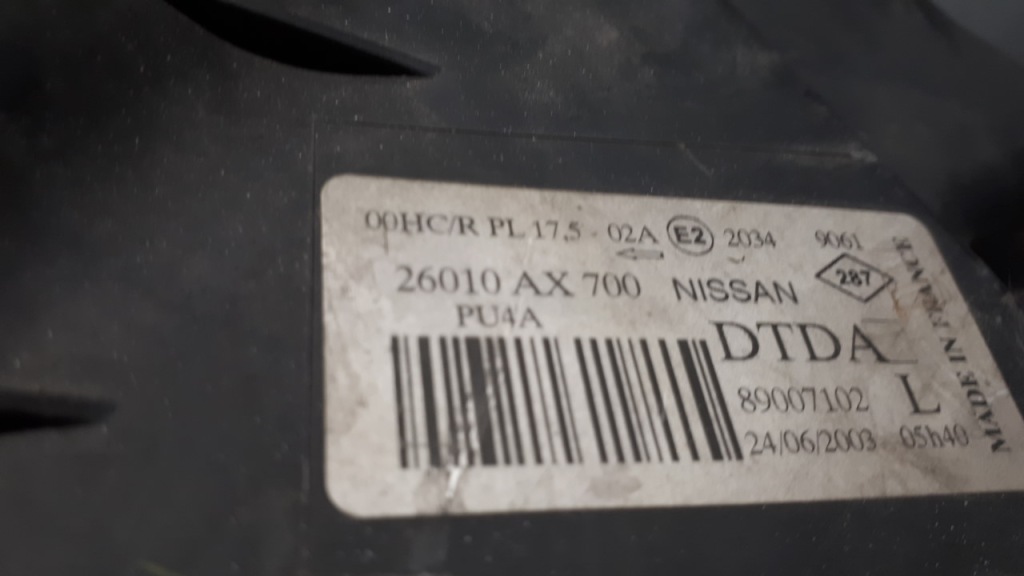 00HC/R PL 17.5 - 02A E2 2034 9061
26010 AX 700 NISSAN 287
PU4A
DTDA
89007102 L
24/06/2003 05h40
MADE IN FRANCE